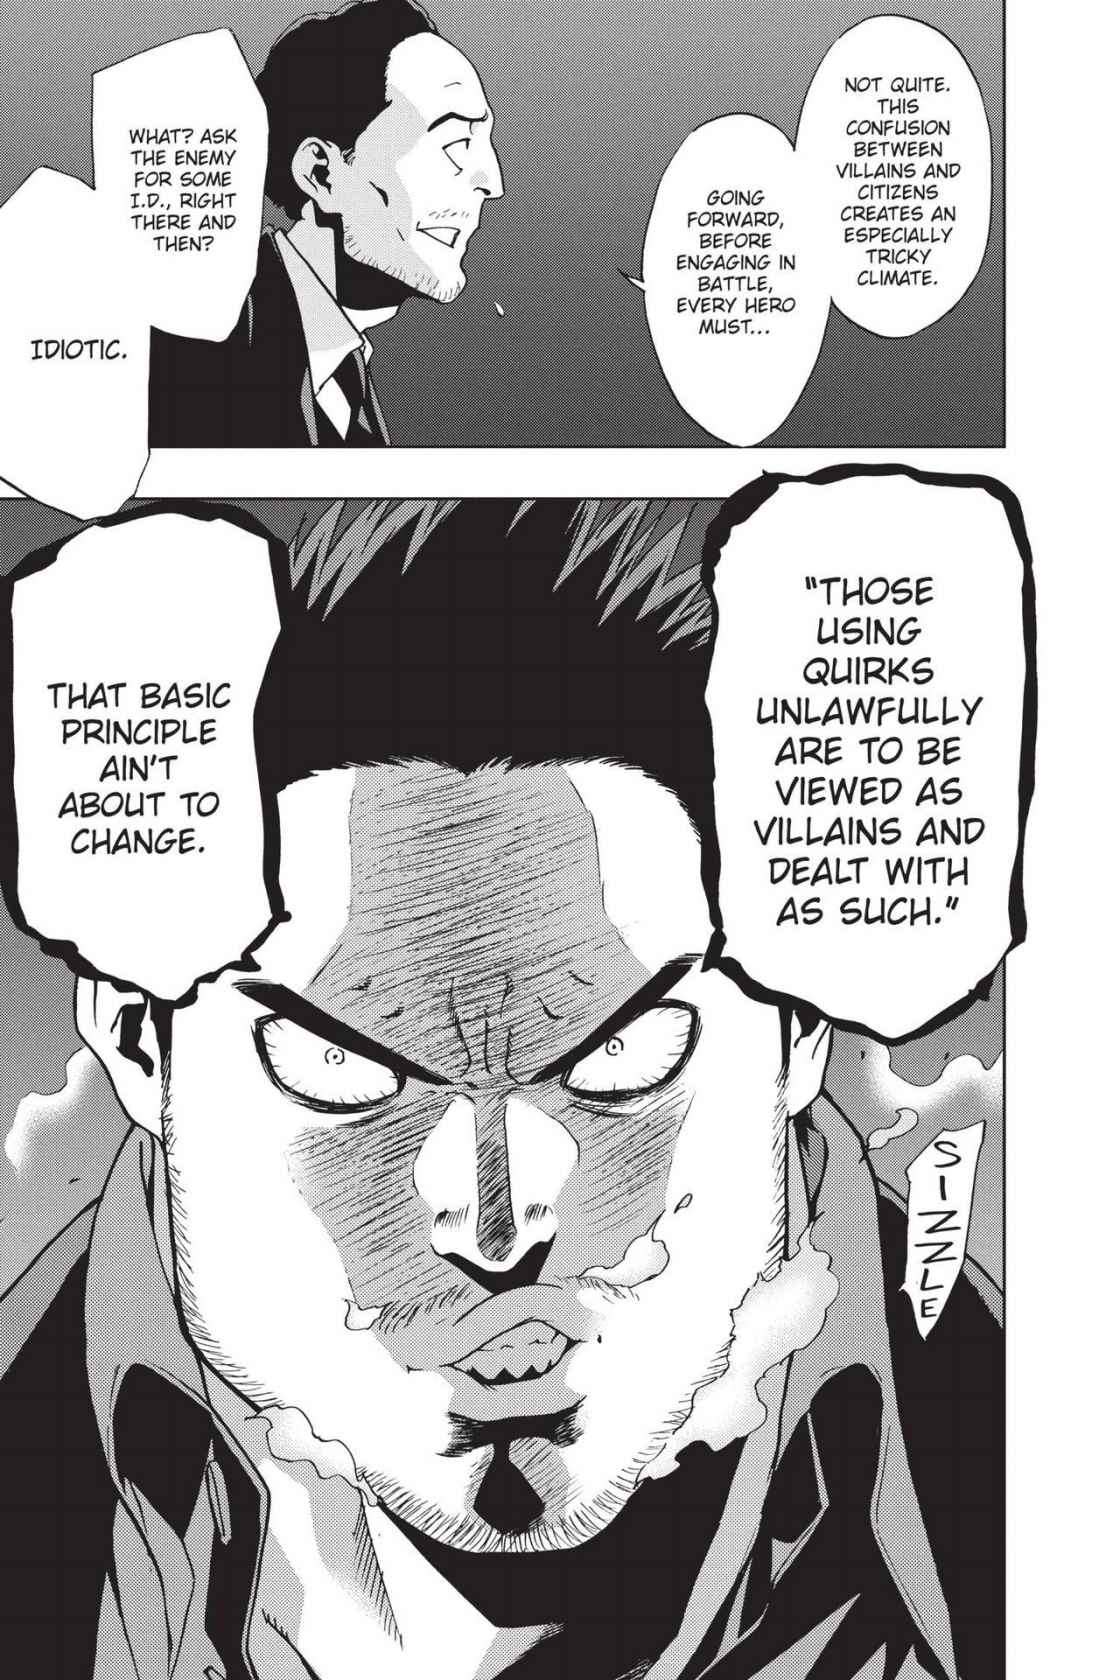 NOT QUITE.
THIS
CONFUSION
BETWEEN
VILLAINS AND
CITIZENS
CREATES AN
ESPECIALLY
TRICKY
CLIMATE.
GOING
FORWARD,
BEFORE
ENGAGING IN
BATTLE,
EVERY HERO
MUST...
WHAT? ASK
THE ENEMY
FOR SOME
I.D., RIGHT
THERE AND
THEN?
IDIOTIC.
"THOSE
USING
QUIRKS
UNLAWFULLY
ARE TO BE
VIEWED AS
VILLAINS AND
DEALT WITH
AS SUCH."
THAT BASIC
PRINCIPLE
AIN'T
ABOUT TO
CHANGE.
SIZZLE